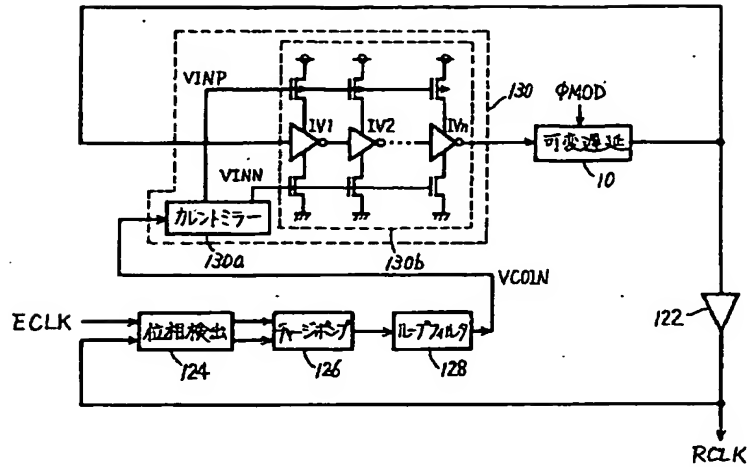 VINP
130
φMOD
IV1
IV2
IVn
可変遅延
10
VINN
カレントミラー
130a
130b
VCOIN
ECLK
位相検出
チャージポンプ
ループフィルタ
122
124
126
128
RCLK